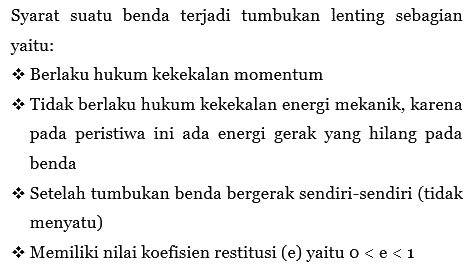 Syarat suatu benda terjadi tumbukan lenting sebagian
yaitu:
❖ Berlaku hukum kekekalan momentum
❖ Tidak berlaku hukum kekekalan energi mekanik, karena
pada peristiwa ini ada energi gerak yang hilang pada
benda
❖ Setelah tumbukan benda bergerak sendiri-sendiri (tidak
menyatu)
❖ Memiliki nilai koefisien restitusi (e) yaitu 0 < e < 1